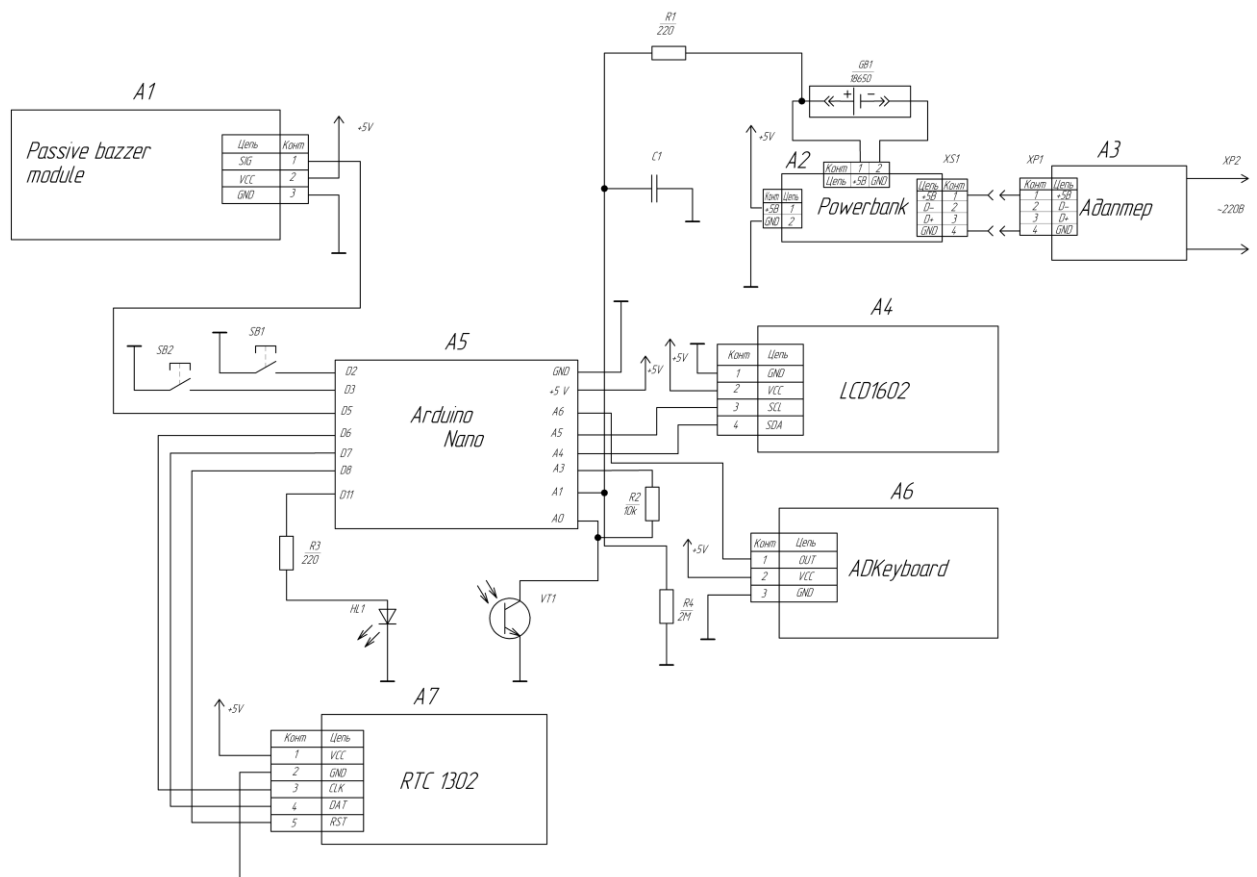 A1
Passive bazzer
module
Цепь Конт
SIG 1
VCC 2
GND 3
+5V
R1
220
GB1
18650
+ −
C1
+5V
A2
Powerbank
Конт 1 2
Цепь +5В GND
Конт Цепь
+5В 1
GND 2
XS1
Цепь Конт
+5В 1
D− 2
D+ 3
GND 4
XP1
Конт Цепь
1 +5В
2 D−
3 D+
4 GND
A3
Адаптер
XP2
~220В
SB1
SB2
A5
Arduino
Nano
D2
D3
D5
D6
D7
D8
D11
GND
+5 V
A6
A5
A4
A3
A1
A0
+5V
A4
LCD1602
+5V
Конт Цепь
1 GND
2 VCC
3 SCL
4 SDA
R2
10k
R3
220
HL1
VT1
R4
2M
A6
ADKeyboard
+5V
Конт Цепь
1 OUT
2 VCC
3 GND
A7
RTC 1302
+5V
Конт Цепь
1 VCC
2 GND
3 CLK
4 DAT
5 RST